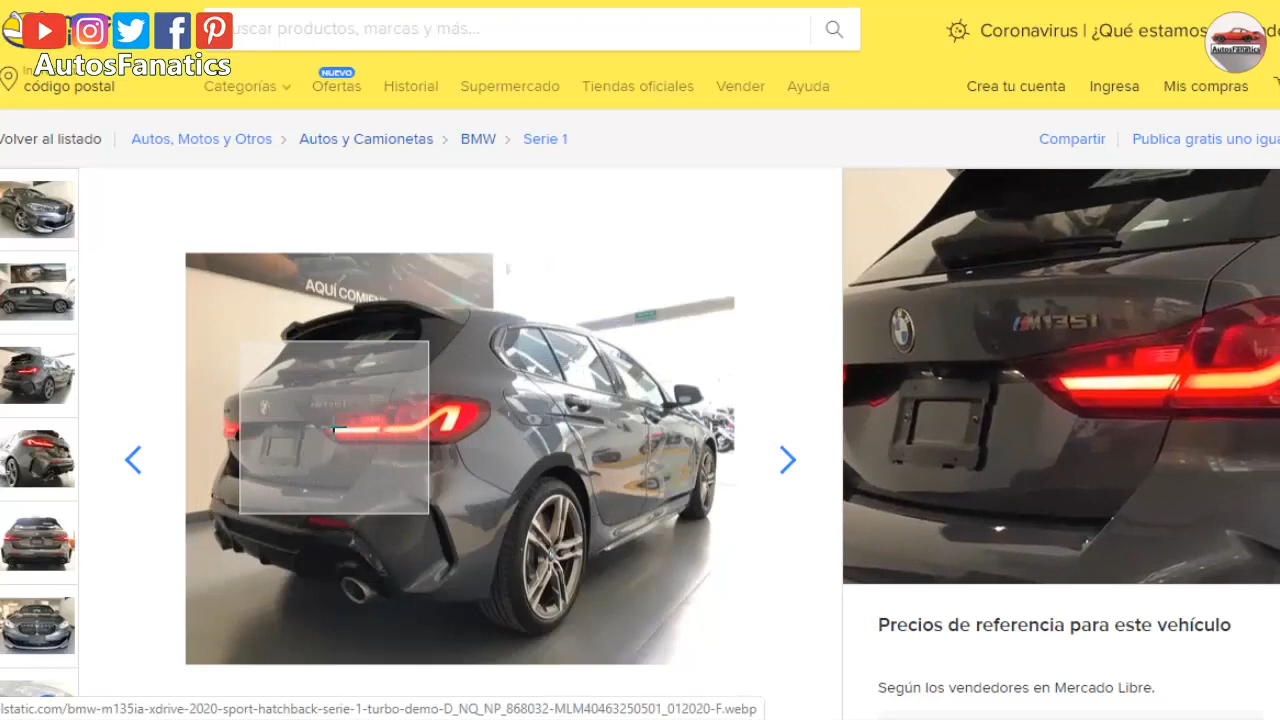 buscar productos, marcas y más...
Coronavirus | ¿Qué estamos
AutosFanatics
AutosFanatics
código postal
Categorías
NUEVO
Ofertas
Historial
Supermercado
Tiendas oficiales
Vender
Ayuda
Crea tu cuenta
Ingresa
Mis compras
Volver al listado
Autos, Motos y Otros
Autos y Camionetas
BMW
Serie 1
Compartir
Publica gratis uno igua
AQUÍ COMIEN
M135i
Precios de referencia para este vehículo
Según los vendedores en Mercado Libre.
lstatic.com/bmw-m135ia-xdrive-2020-sport-hatchback-serie-1-turbo-demo-D_NQ_NP_868032-MLM40463250501_012020-F.webp